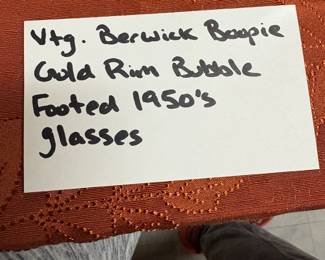 Vtg. Berwick Boopie
Gold Rim Bubble
Footed 1950's
glasses